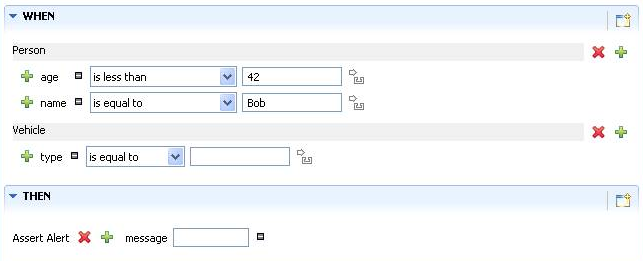 WHEN
Person
age is less than 42
name is equal to Bob
Vehicle
type is equal to
THEN
Assert Alert message